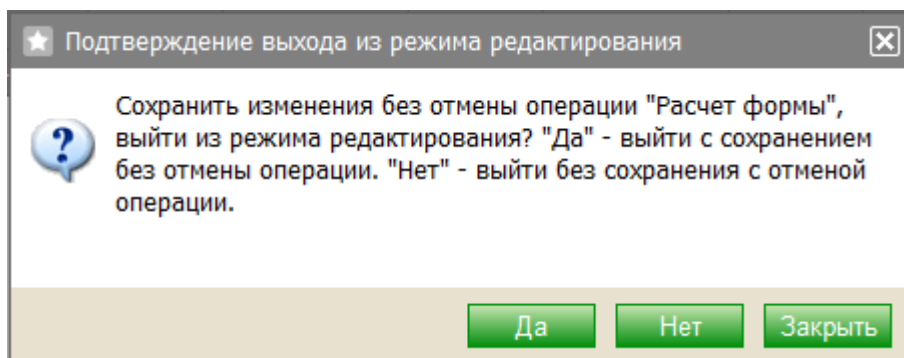 Подтверждение выхода из режима редактирования
Сохранить изменения без отмены операции "Расчет формы",
выйти из режима редактирования? "Да" - выйти с сохранением
без отмены операции. "Нет" - выйти без сохранения с отменой
операции.
Да Нет Закрыть